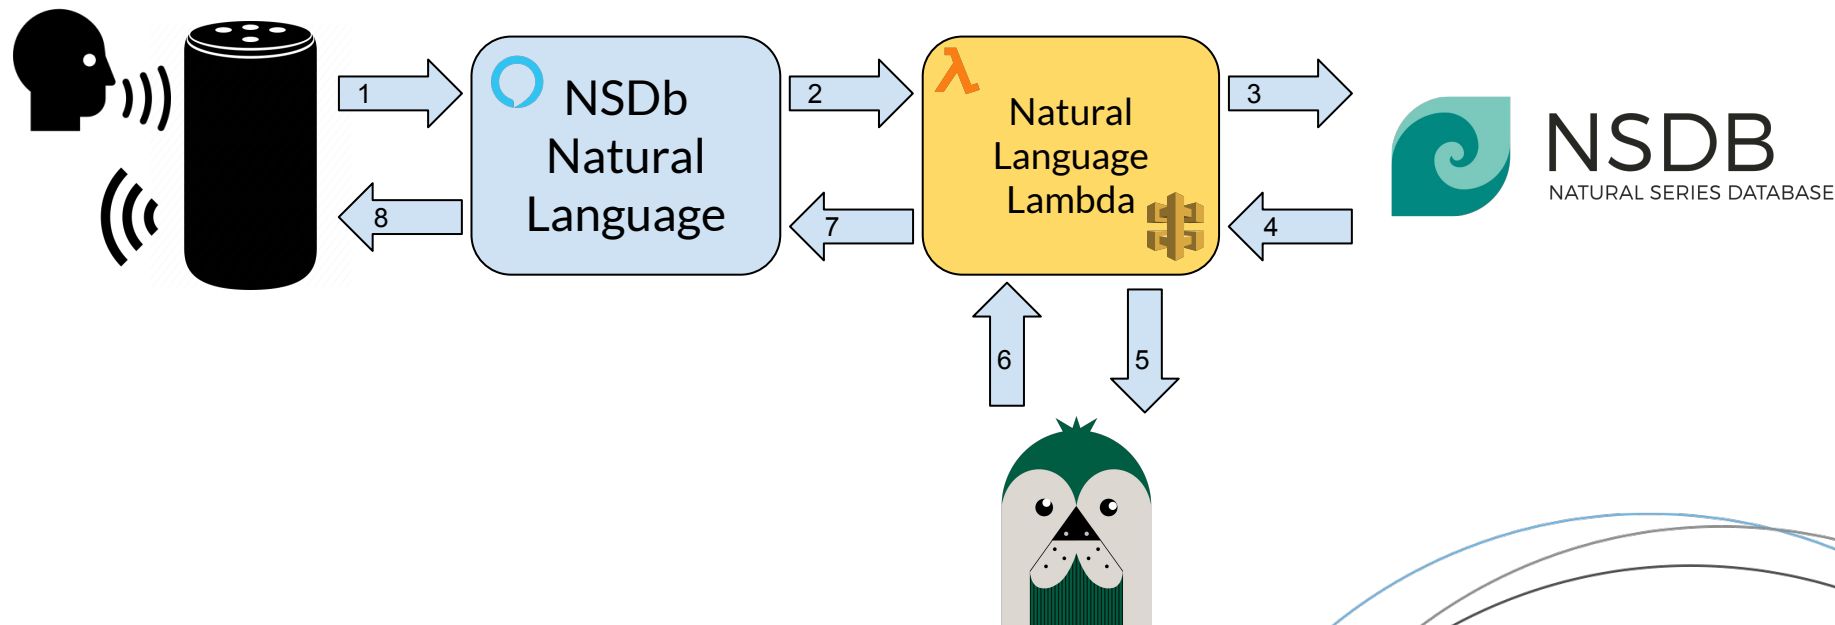 1
NSDb
Natural
Language
2
Natural
Language
Lambda
3
NSDB
NATURAL SERIES DATABASE
8
7
4
6
5